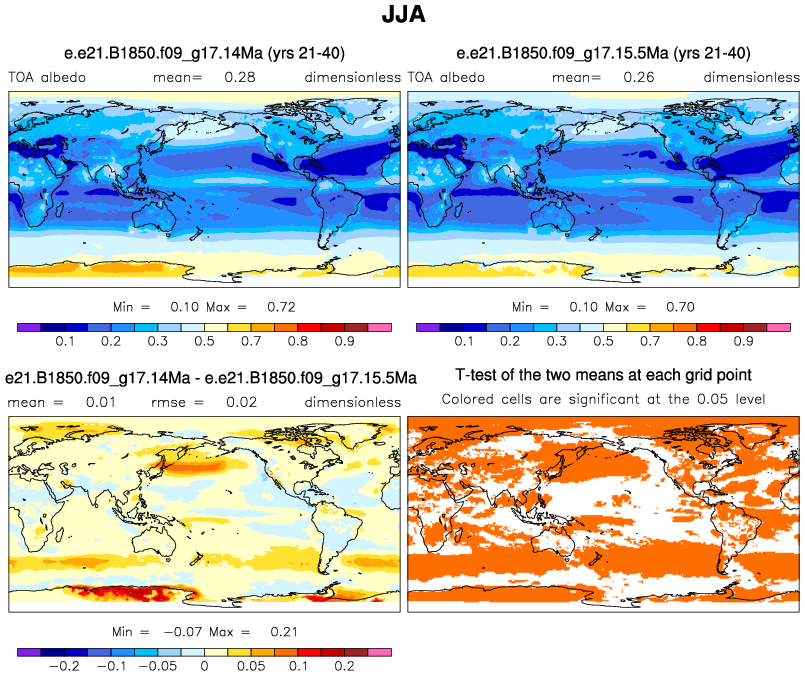 JJA
e.e21.B1850.f09_g17.14Ma (yrs 21-40)
TOA albedo mean= 0.28 dimensionless
Min = 0.10 Max = 0.72
0.1 0.2 0.3 0.5 0.7 0.8 0.9
e.e21.B1850.f09_g17.15.5Ma (yrs 21-40)
TOA albedo mean= 0.26 dimensionless
Min = 0.10 Max = 0.70
0.1 0.2 0.3 0.5 0.7 0.8 0.9
e21.B1850.f09_g17.14Ma - e.e21.B1850.f09_g17.15.5Ma
mean = 0.01 rmse = 0.02 dimensionless
Min = -0.07 Max = 0.21
-0.2 -0.1 -0.05 0 0.05 0.1 0.2
T-test of the two means at each grid point
Colored cells are significant at the 0.05 level